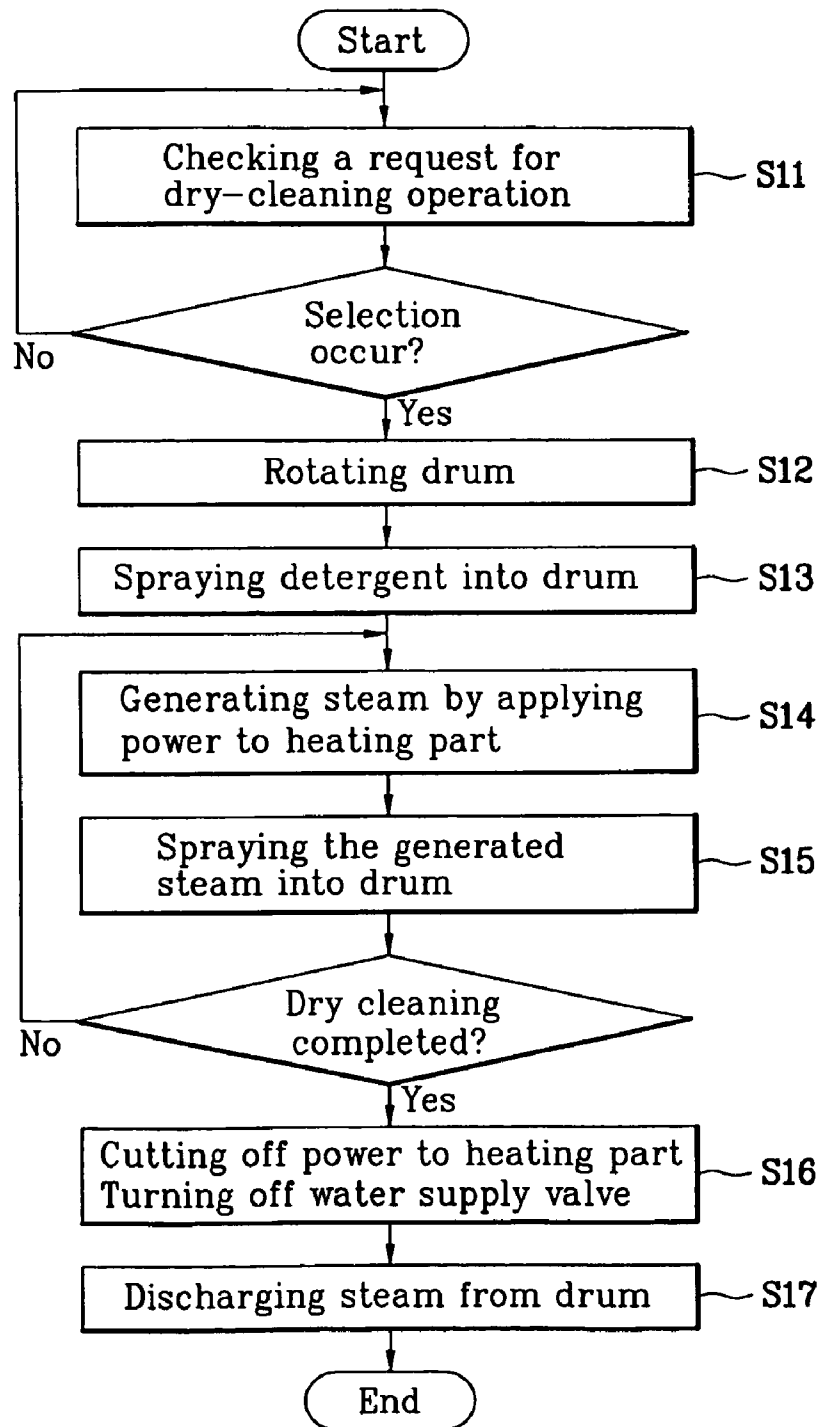 Start
Checking a request for
dry-cleaning operation
S11
Selection
occur?
No
Yes
Rotating drum
S12
Spraying detergent into drum
S13
Generating steam by applying
power to heating part
S14
Spraying the generated
steam into drum
S15
Dry cleaning
completed?
No
Yes
Cutting off power to heating part
Turning off water supply valve
S16
Discharging steam from drum
S17
End